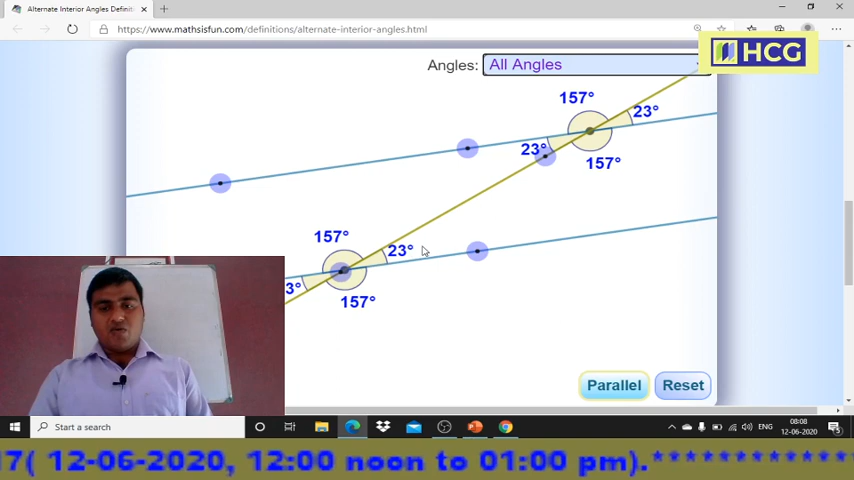 Alternate Interior Angles Definit
https://www.mathsisfun.com/definitions/alternate-interior-angles.html
HCG
Angles: All Angles
157°
23°
23°
157°
157°
23°
3°
157°
Parallel
Reset
Start a search
ENG
08:08
12-06-2020
17( 12-06-2020, 12:00 noon to 01:00 pm).*****************